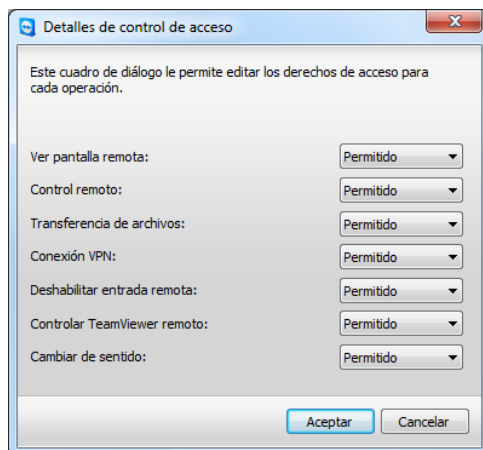 Detalles de control de acceso
Este cuadro de diálogo le permite editar los derechos de acceso para
cada operación.
Ver pantalla remota: Permitido
Control remoto: Permitido
Transferencia de archivos: Permitido
Conexión VPN: Permitido
Deshabilitar entrada remota: Permitido
Controlar TeamViewer remoto: Permitido
Cambiar de sentido: Permitido
Aceptar Cancelar